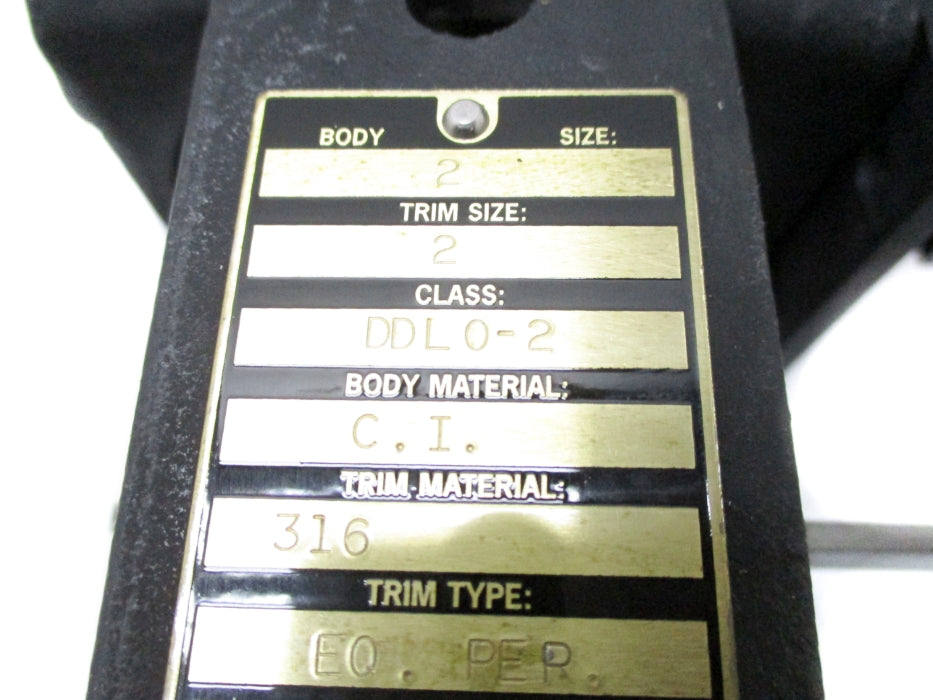 BODY SIZE:
2
TRIM SIZE:
2
CLASS:
DDL0-2
BODY MATERIAL:
C.I.
TRIM MATERIAL:
316
TRIM TYPE:
EQ. PER.